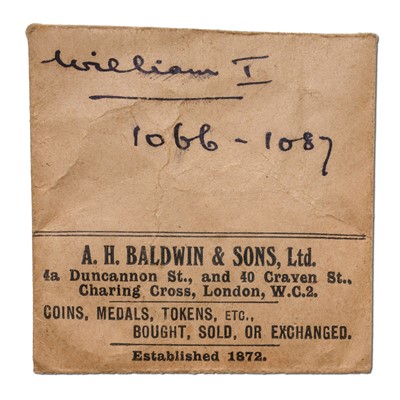 William I
1066 - 1087
A. H. BALDWIN & SONS, Ltd.
4a Duncannon St., and 40 Craven St.,
Charing Cross, London, W.C.2.
COINS, MEDALS, TOKENS, ETC.,
BOUGHT, SOLD, OR EXCHANGED.
Established 1872.